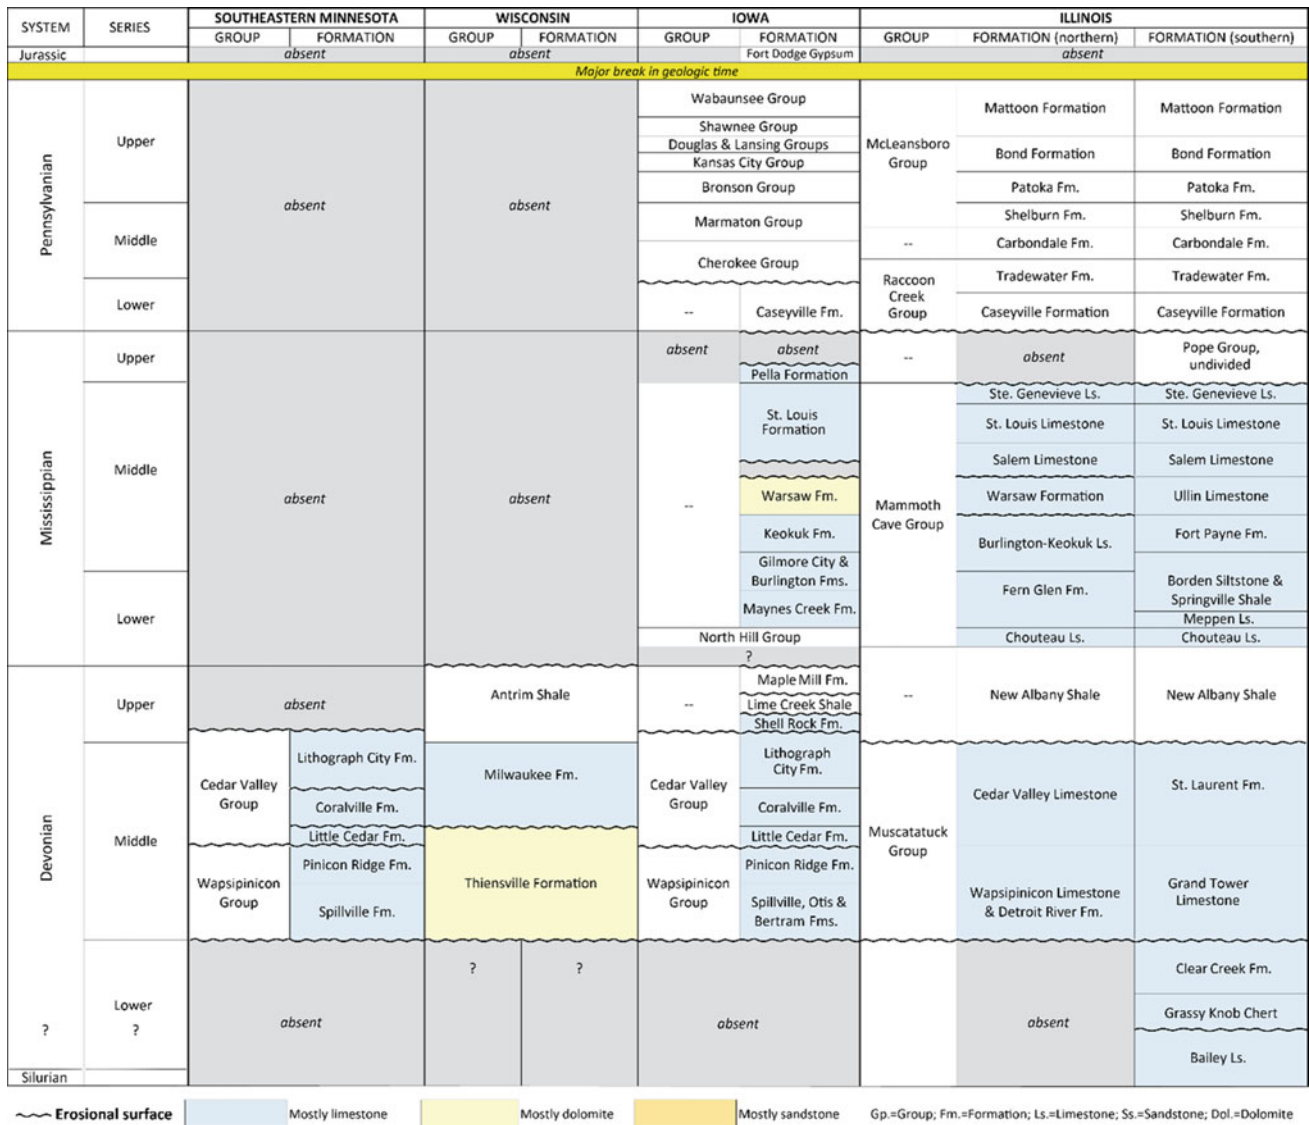 SYSTEM SERIES SOUTHEASTERN MINNESOTA WISCONSIN IOWA ILLINOIS
GROUP FORMATION GROUP FORMATION GROUP FORMATION GROUP FORMATION (northern) FORMATION (southern)
Jurassic absent absent Fort Dodge Gypsum absent
Major break in geologic time
Pennsylvanian
Upper
Middle
Lower
absent
absent
Wabaunsee Group
Shawnee Group
Douglas & Lansing Groups
Kansas City Group
Bronson Group
Marmaton Group
Cherokee Group
-- Caseyville Fm.
McLeansboro
Group
--
Raccoon
Creek
Group
Mattoon Formation Mattoon Formation
Bond Formation Bond Formation
Patoka Fm. Patoka Fm.
Shelburn Fm. Shelburn Fm.
Carbondale Fm. Carbondale Fm.
Tradewater Fm. Tradewater Fm.
Caseyville Formation Caseyville Formation
Mississippian
Upper
Middle
Lower
absent
absent
absent absent
Pella Formation
St. Louis
Formation
--
Warsaw Fm.
Keokuk Fm.
Gilmore City &
Burlington Fms.
Maynes Creek Fm.
North Hill Group
?
--
Mammoth
Cave Group
absent
Ste. Genevieve Ls.
St. Louis Limestone
Salem Limestone
Warsaw Formation
Burlington-Keokuk Ls.
Fern Glen Fm.
Chouteau Ls.
Pope Group,
undivided
Ste. Genevieve Ls.
St. Louis Limestone
Salem Limestone
Ullin Limestone
Fort Payne Fm.
Borden Siltstone &
Springville Shale
Meppen Ls.
Chouteau Ls.
Devonian
?
Upper
Middle
Lower
?
absent
Cedar Valley
Group
Wapsipinicon
Group
Lithograph City Fm.
Coralville Fm.
Little Cedar Fm.
Pinicon Ridge Fm.
Spillville Fm.
absent
Antrim Shale
Milwaukee Fm.
Thiensville Formation
? ?
--
Cedar Valley
Group
Wapsipinicon
Group
Maple Mill Fm.
Lime Creek Shale
Shell Rock Fm.
Lithograph
City Fm.
Coralville Fm.
Little Cedar Fm.
Pinicon Ridge Fm.
Spillville, Otis &
Bertram Fms.
absent
--
Muscatatuck
Group
New Albany Shale
Cedar Valley Limestone
Wapsipinicon Limestone
& Detroit River Fm.
absent
New Albany Shale
St. Laurent Fm.
Grand Tower
Limestone
Clear Creek Fm.
Grassy Knob Chert
Bailey Ls.
Silurian
Erosional surface Mostly limestone Mostly dolomite Mostly sandstone Gp.=Group; Fm.=Formation; Ls.=Limestone; Ss.=Sandstone; Dol.=Dolomite